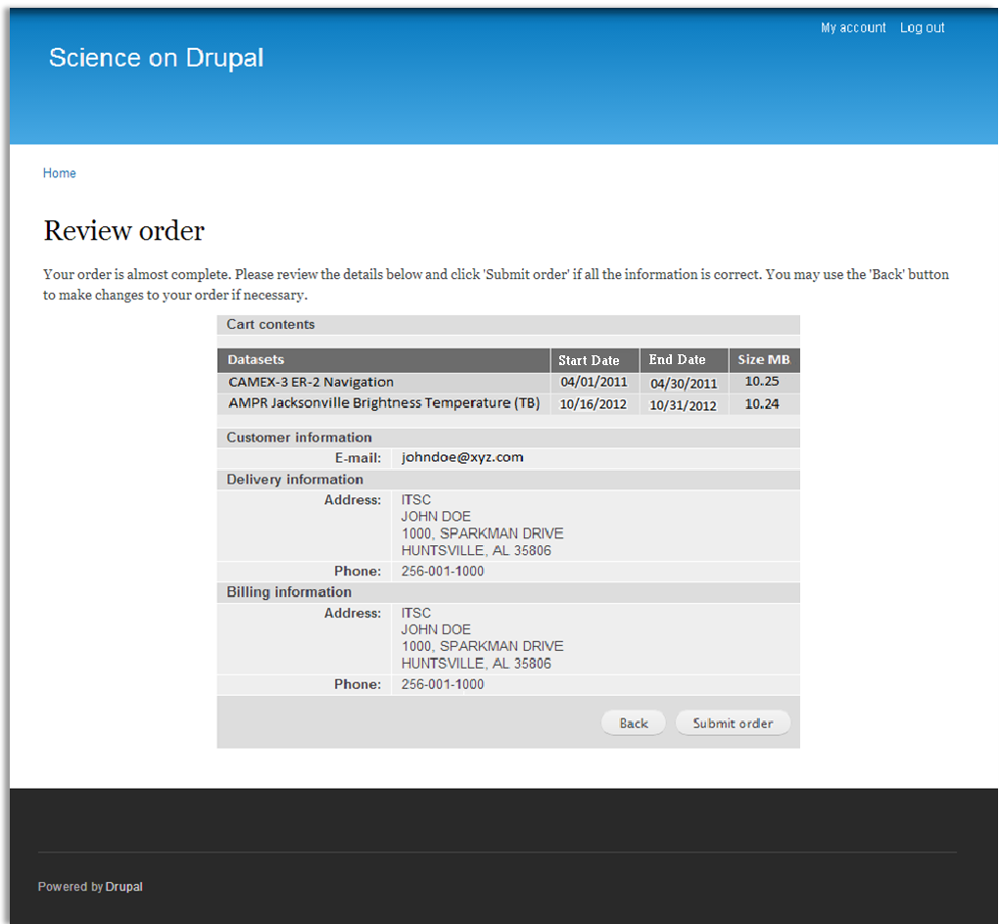 My account Log out
Science on Drupal
Home
Review order
Your order is almost complete. Please review the details below and click 'Submit order' if all the information is correct. You may use the 'Back' button
to make changes to your order if necessary.
Cart contents
Datasets Start Date End Date Size MB
CAMEX-3 ER-2 Navigation 04/01/2011 04/30/2011 10.25
AMPR Jacksonville Brightness Temperature (TB) 10/16/2012 10/31/2012 10.24
Customer information
E-mail: johndoe@xyz.com
Delivery information
Address: ITSC
JOHN DOE
1000, SPARKMAN DRIVE
HUNTSVILLE, AL 35806
Phone: 256-001-1000
Billing information
Address: ITSC
JOHN DOE
1000, SPARKMAN DRIVE
HUNTSVILLE, AL 35806
Phone: 256-001-1000
Back Submit order
Powered by Drupal